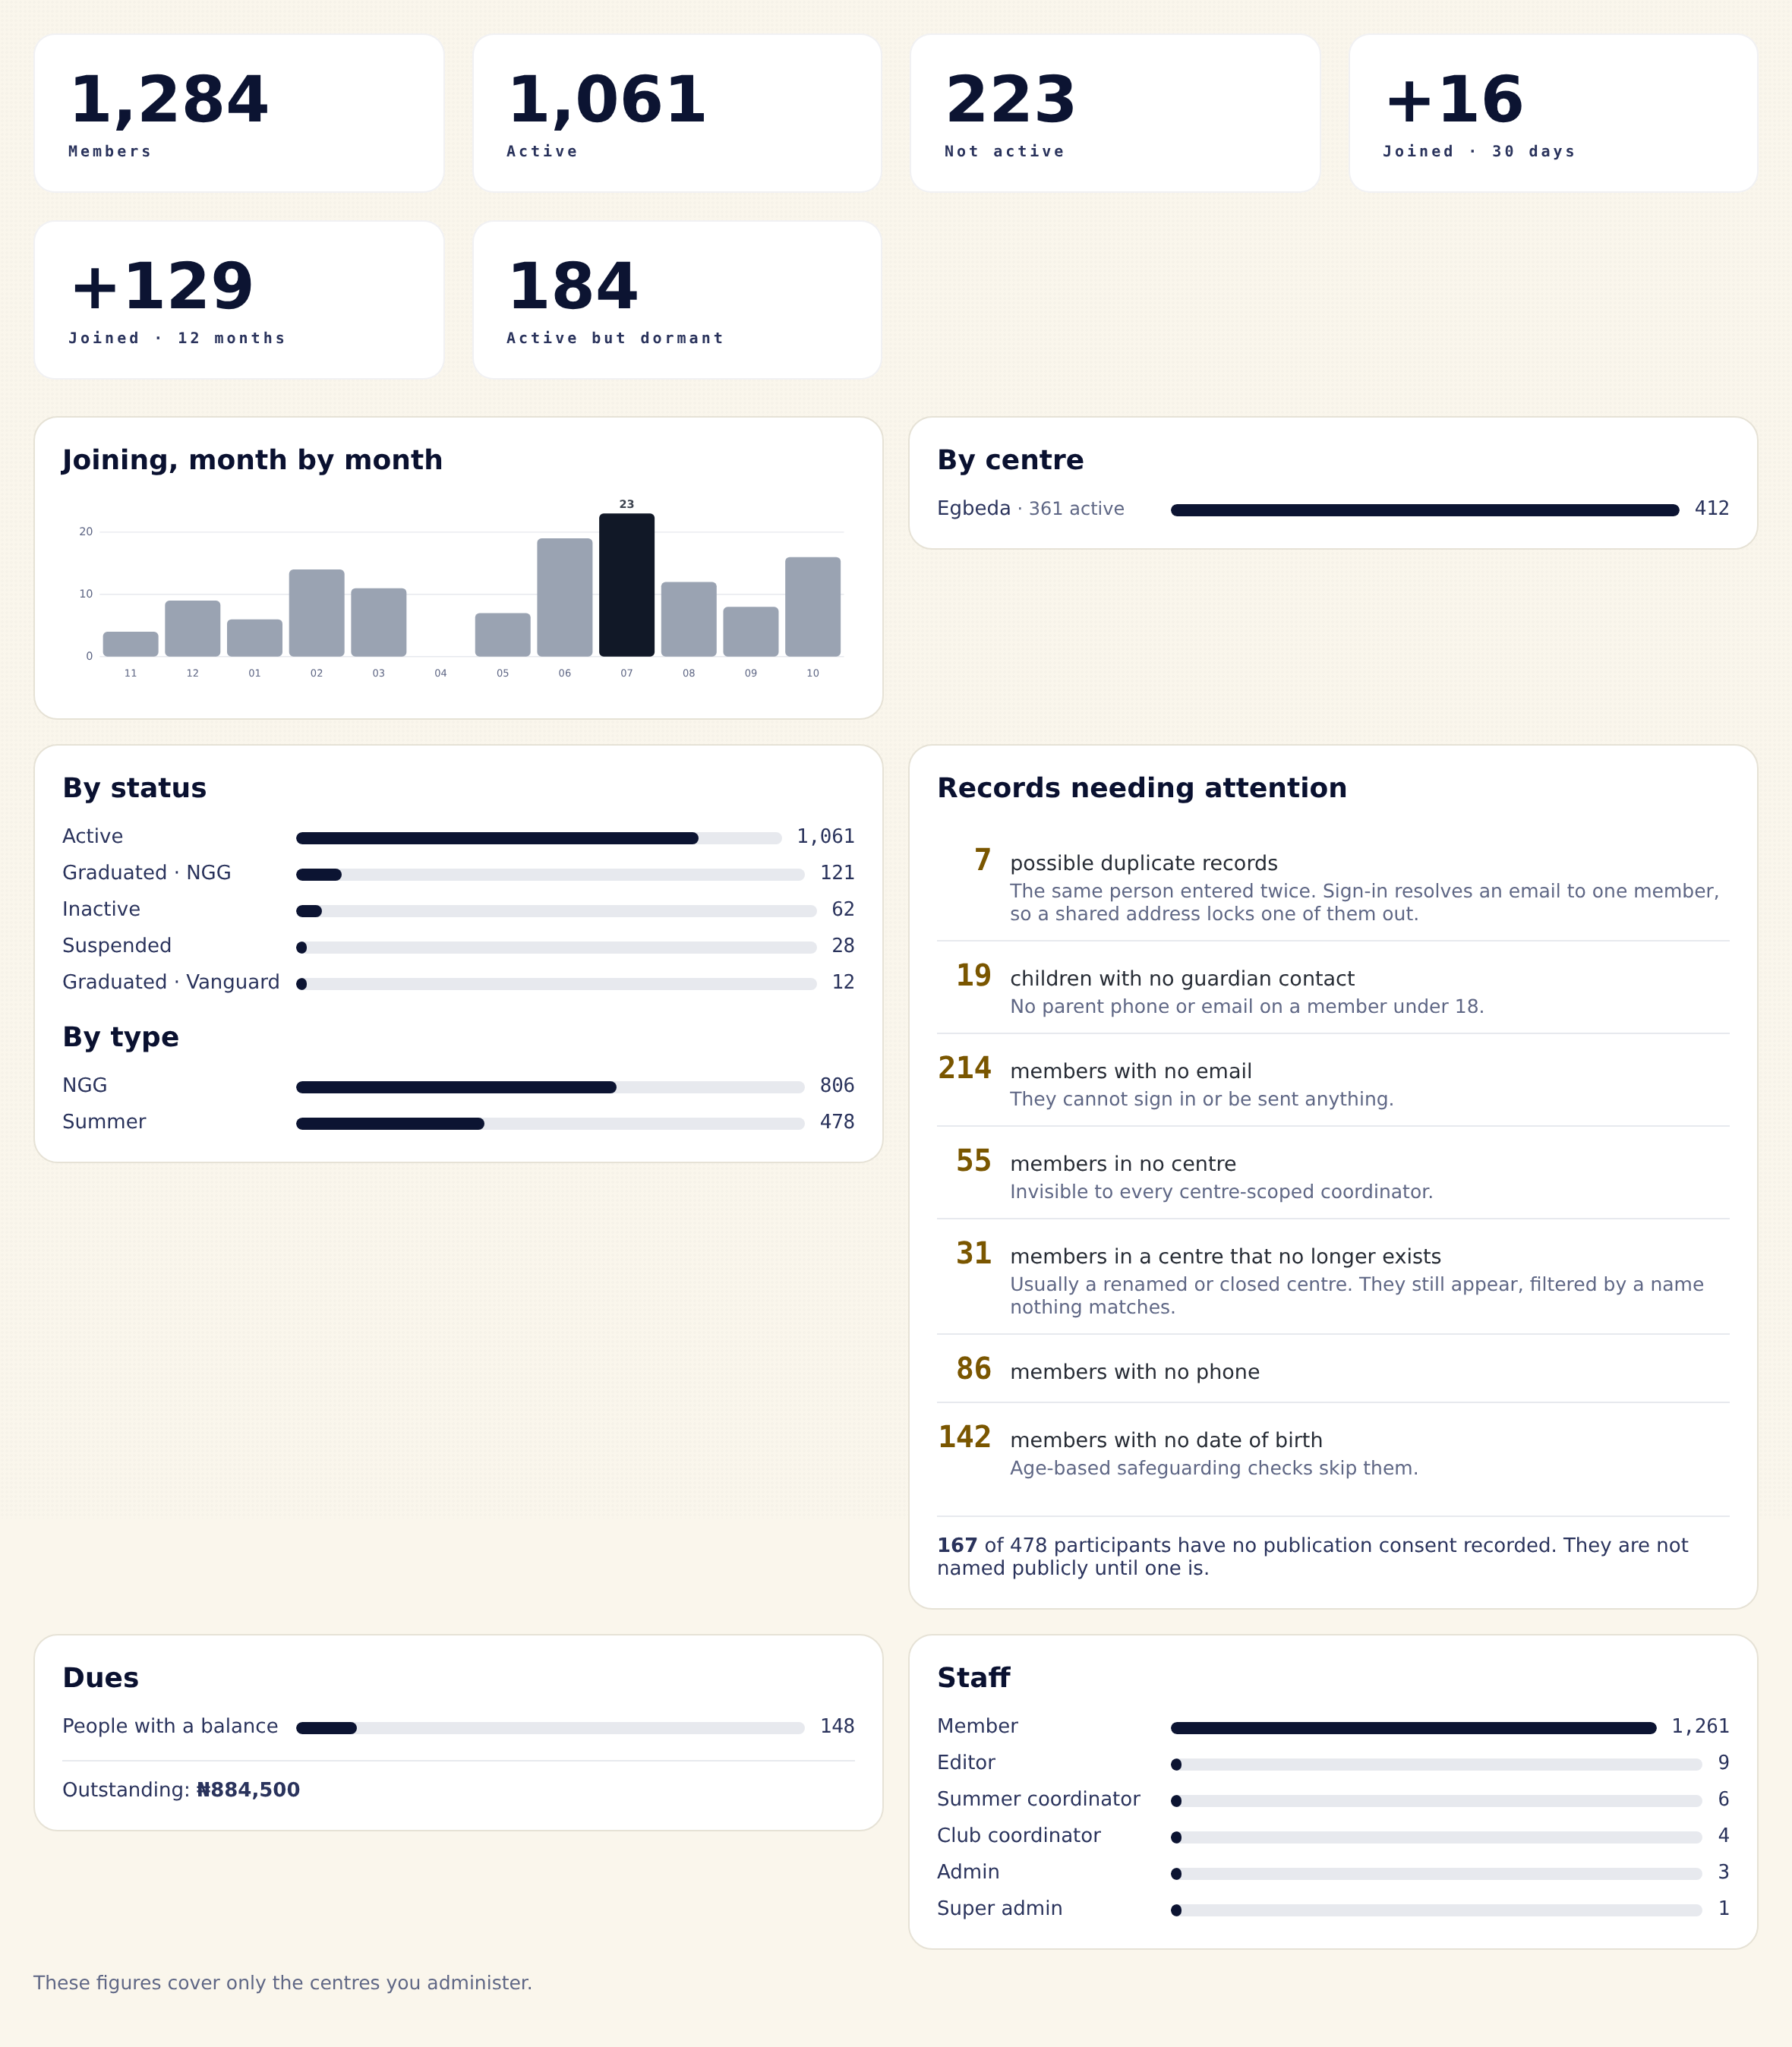 1,284
Members
1,061
Active
223
Not active
+16
Joined · 30 days
+129
Joined · 12 months
184
Active but dormant
Joining, month by month
23
20
10
0
11 12 01 02 03 04 05 06 07 08 09 10
By centre
Egbeda · 361 active 412
By status
Active 1,061
Graduated · NGG 121
Inactive 62
Suspended 28
Graduated · Vanguard 12
By type
NGG 806
Summer 478
Records needing attention
7 possible duplicate records
The same person entered twice. Sign-in resolves an email to one member,
so a shared address locks one of them out.
19 children with no guardian contact
No parent phone or email on a member under 18.
214 members with no email
They cannot sign in or be sent anything.
55 members in no centre
Invisible to every centre-scoped coordinator.
31 members in a centre that no longer exists
Usually a renamed or closed centre. They still appear, filtered by a name
nothing matches.
86 members with no phone
142 members with no date of birth
Age-based safeguarding checks skip them.
167 of 478 participants have no publication consent recorded. They are not
named publicly until one is.
Dues
People with a balance 148
Outstanding: ₦884,500
Staff
Member 1,261
Editor 9
Summer coordinator 6
Club coordinator 4
Admin 3
Super admin 1
These figures cover only the centres you administer.